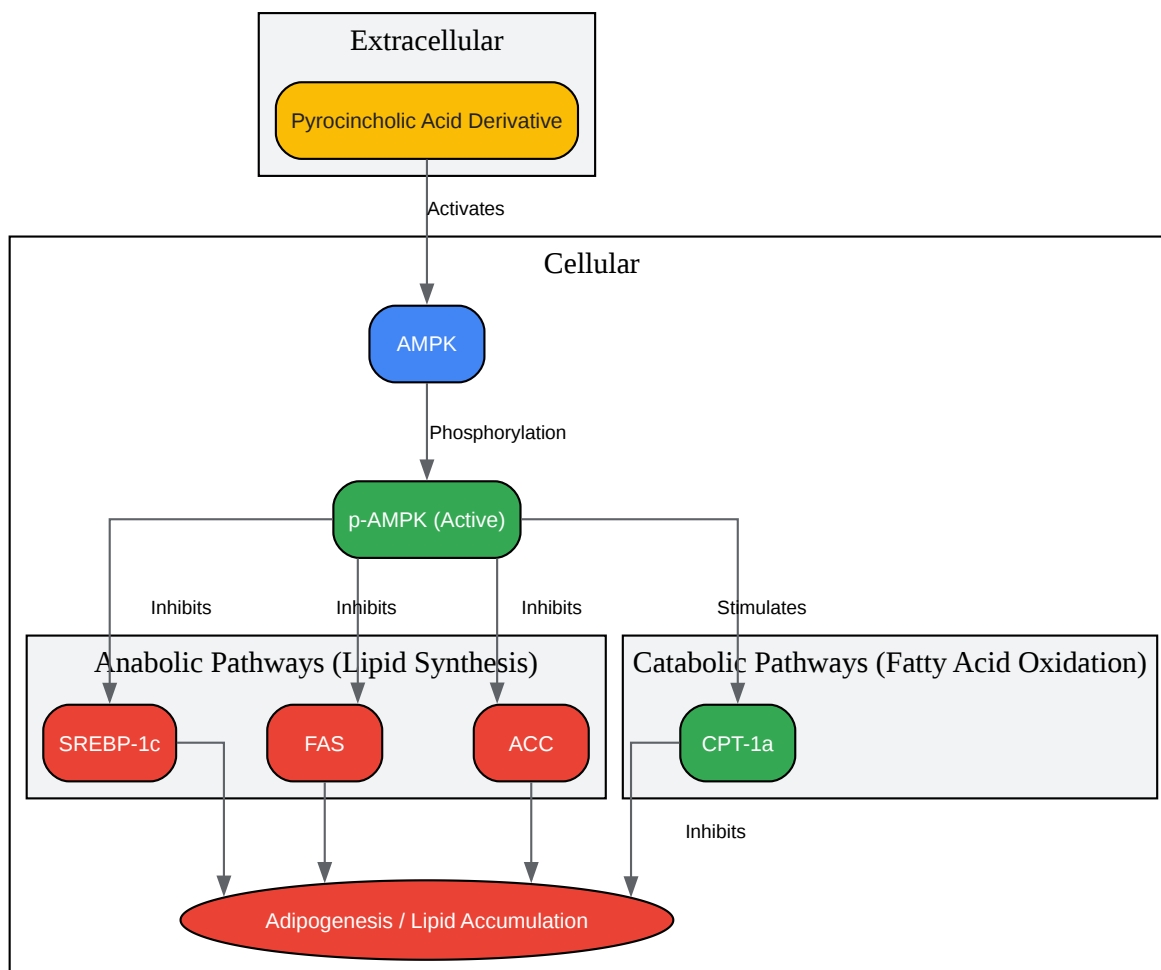 Extracellular
Pyrocincholic Acid Derivative
Activates
Cellular
AMPK
Phosphorylation
p-AMPK (Active)
Inhibits
Inhibits
Inhibits
Stimulates
Anabolic Pathways (Lipid Synthesis)
Catabolic Pathways (Fatty Acid Oxidation)
SREBP-1c
FAS
ACC
CPT-1a
Inhibits
Adipogenesis / Lipid Accumulation